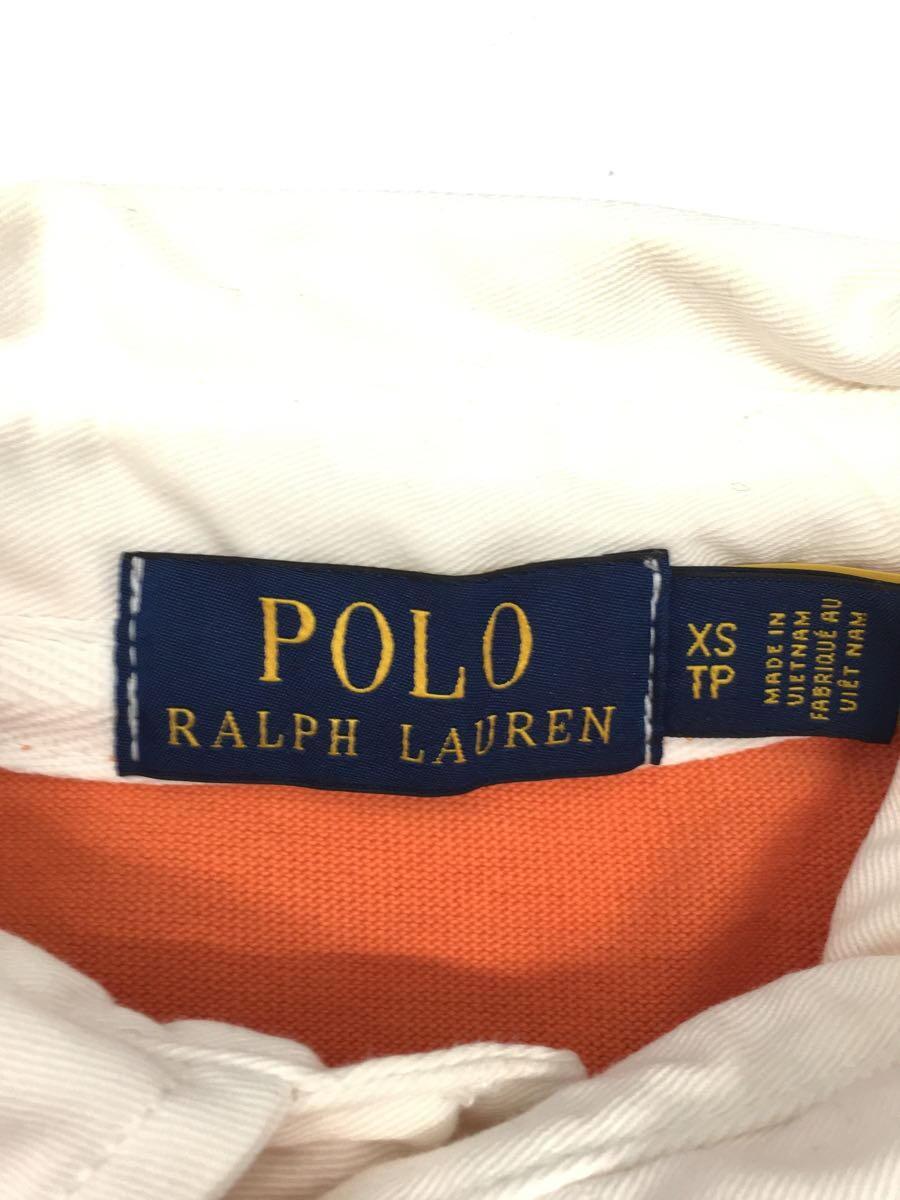 POLO
RALPH LAUREN
XS
TP
MADE IN
VIETNAM
FABRIQUÉ AU
VIÊT NAM